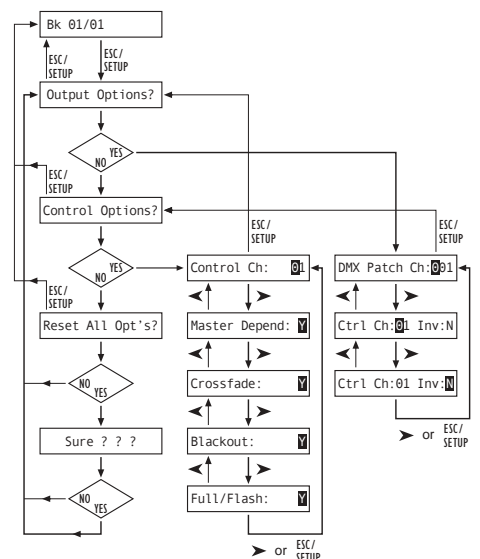 Bk 01/01
ESC/
SETUP
ESC/
SETUP
Output Options?
YES
NO
ESC/
SETUP
Control Options?
YES
NO
ESC/
SETUP
Reset All Opt's?
NO
YES
Sure ? ? ?
NO
YES
ESC/
SETUP
Control Ch: 01
Master Depend: Y
Crossfade: Y
Blackout: Y
Full/Flash: Y
or ESC/
SETUP
ESC/
SETUP
DMX Patch Ch:001
Ctrl Ch:01 Inv:N
Ctrl Ch:01 Inv:N
or ESC/
SETUP